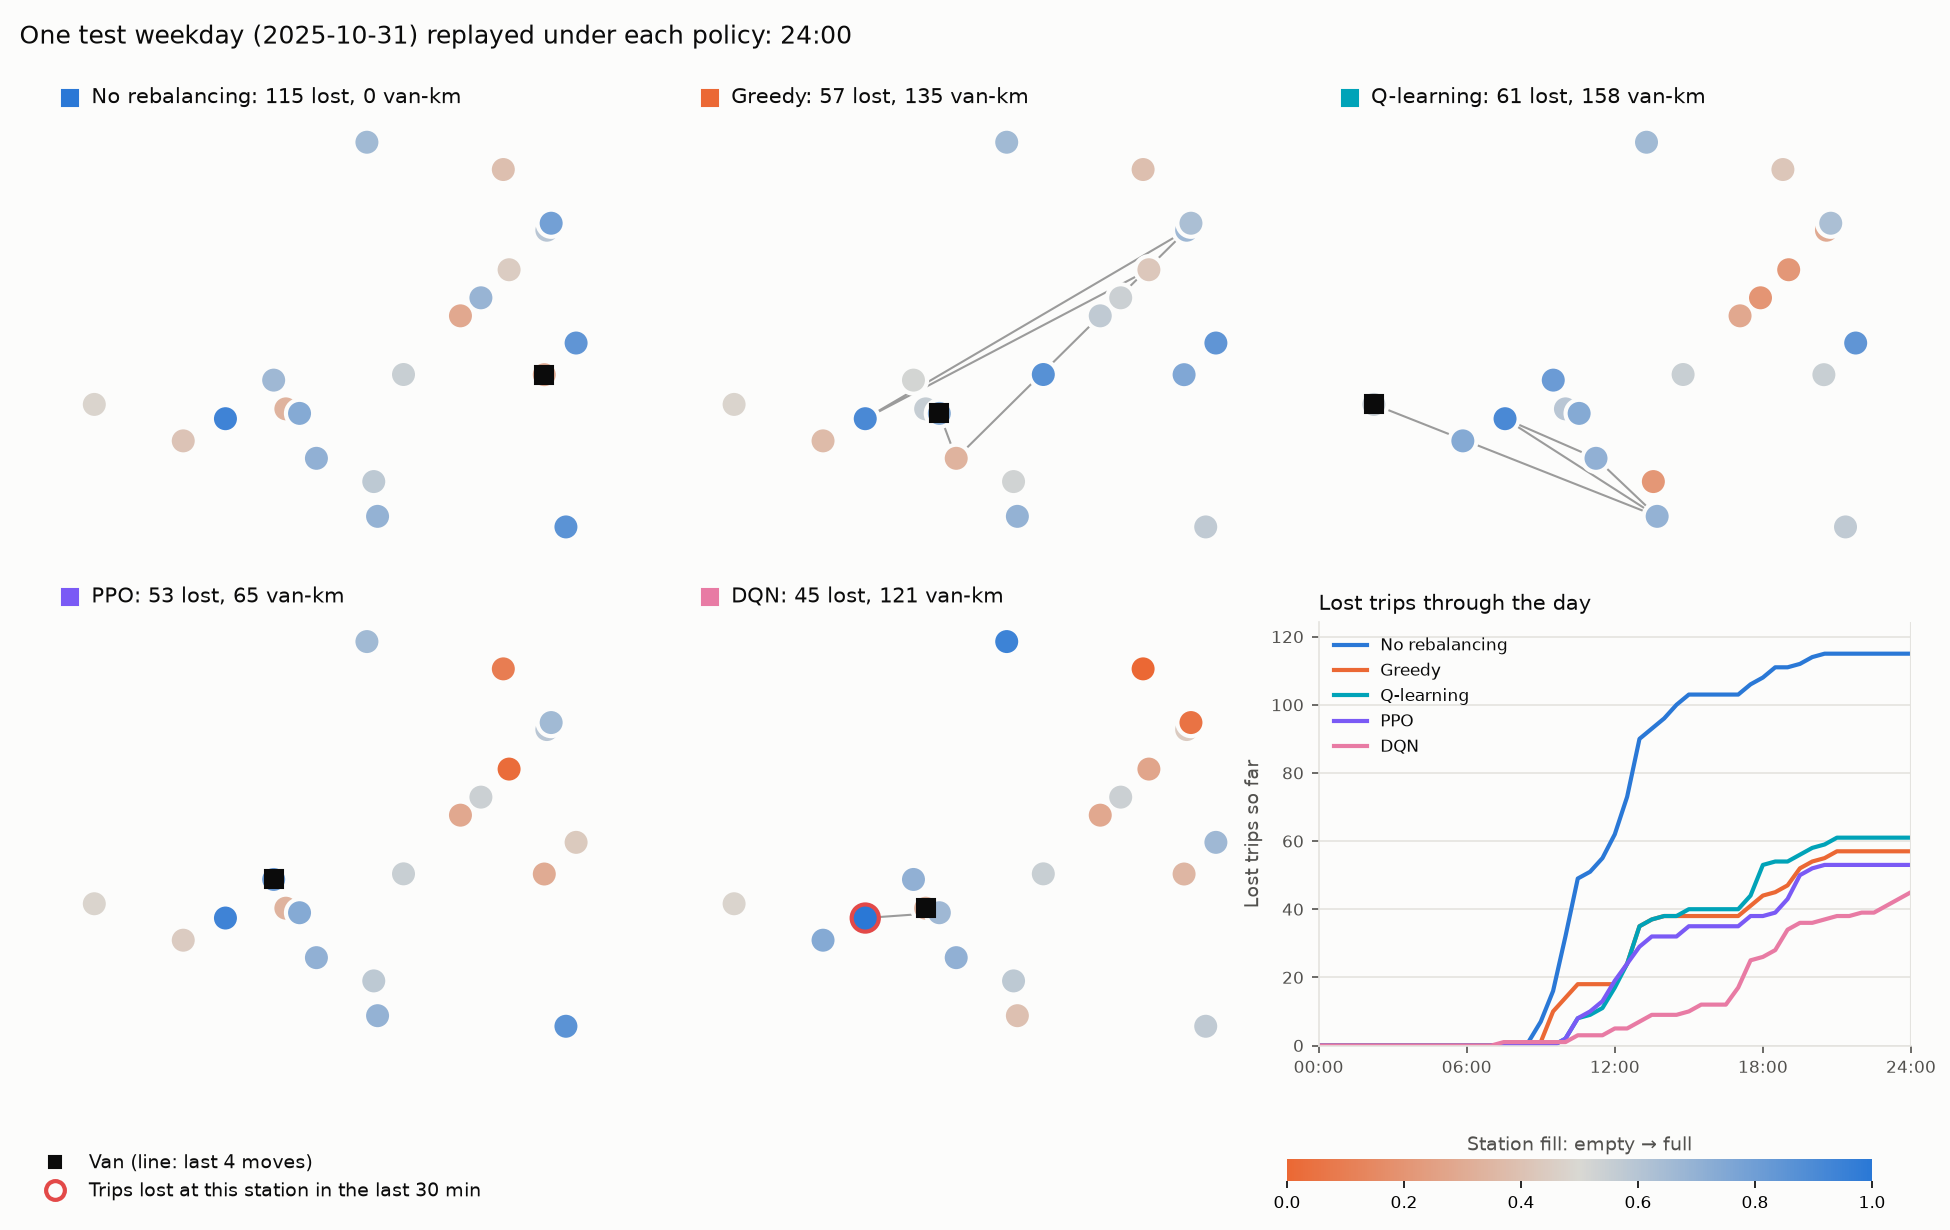 One test weekday (2025-10-31) replayed under each policy: 24:00
No rebalancing: 115 lost, 0 van-km
Greedy: 57 lost, 135 van-km
Q-learning: 61 lost, 158 van-km
PPO: 53 lost, 65 van-km
DQN: 45 lost, 121 van-km
Lost trips through the day
Lost trips so far
120
100
80
60
40
20
0
No rebalancing
Greedy
Q-learning
PPO
DQN
00:00
06:00
12:00
18:00
24:00
Van (line: last 4 moves)
Trips lost at this station in the last 30 min
Station fill: empty → full
0.0
0.2
0.4
0.6
0.8
1.0